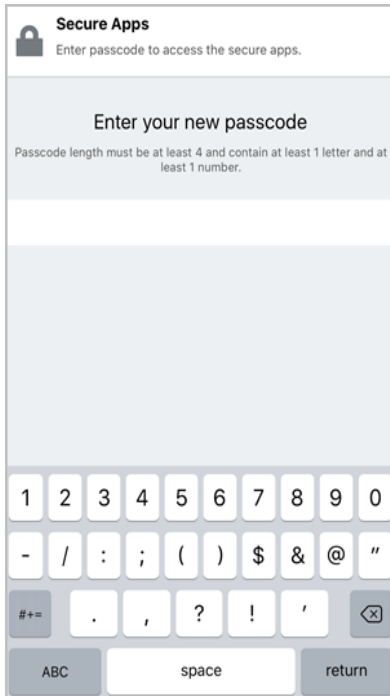 Secure Apps
Enter passcode to access the secure apps.
Enter your new passcode
Passcode length must be at least 4 and contain at least 1 letter and at
least 1 number.
1 2 3 4 5 6 7 8 9 0
- / : ; ( ) $ & @ "
#+= . , ? ! '
ABC space return